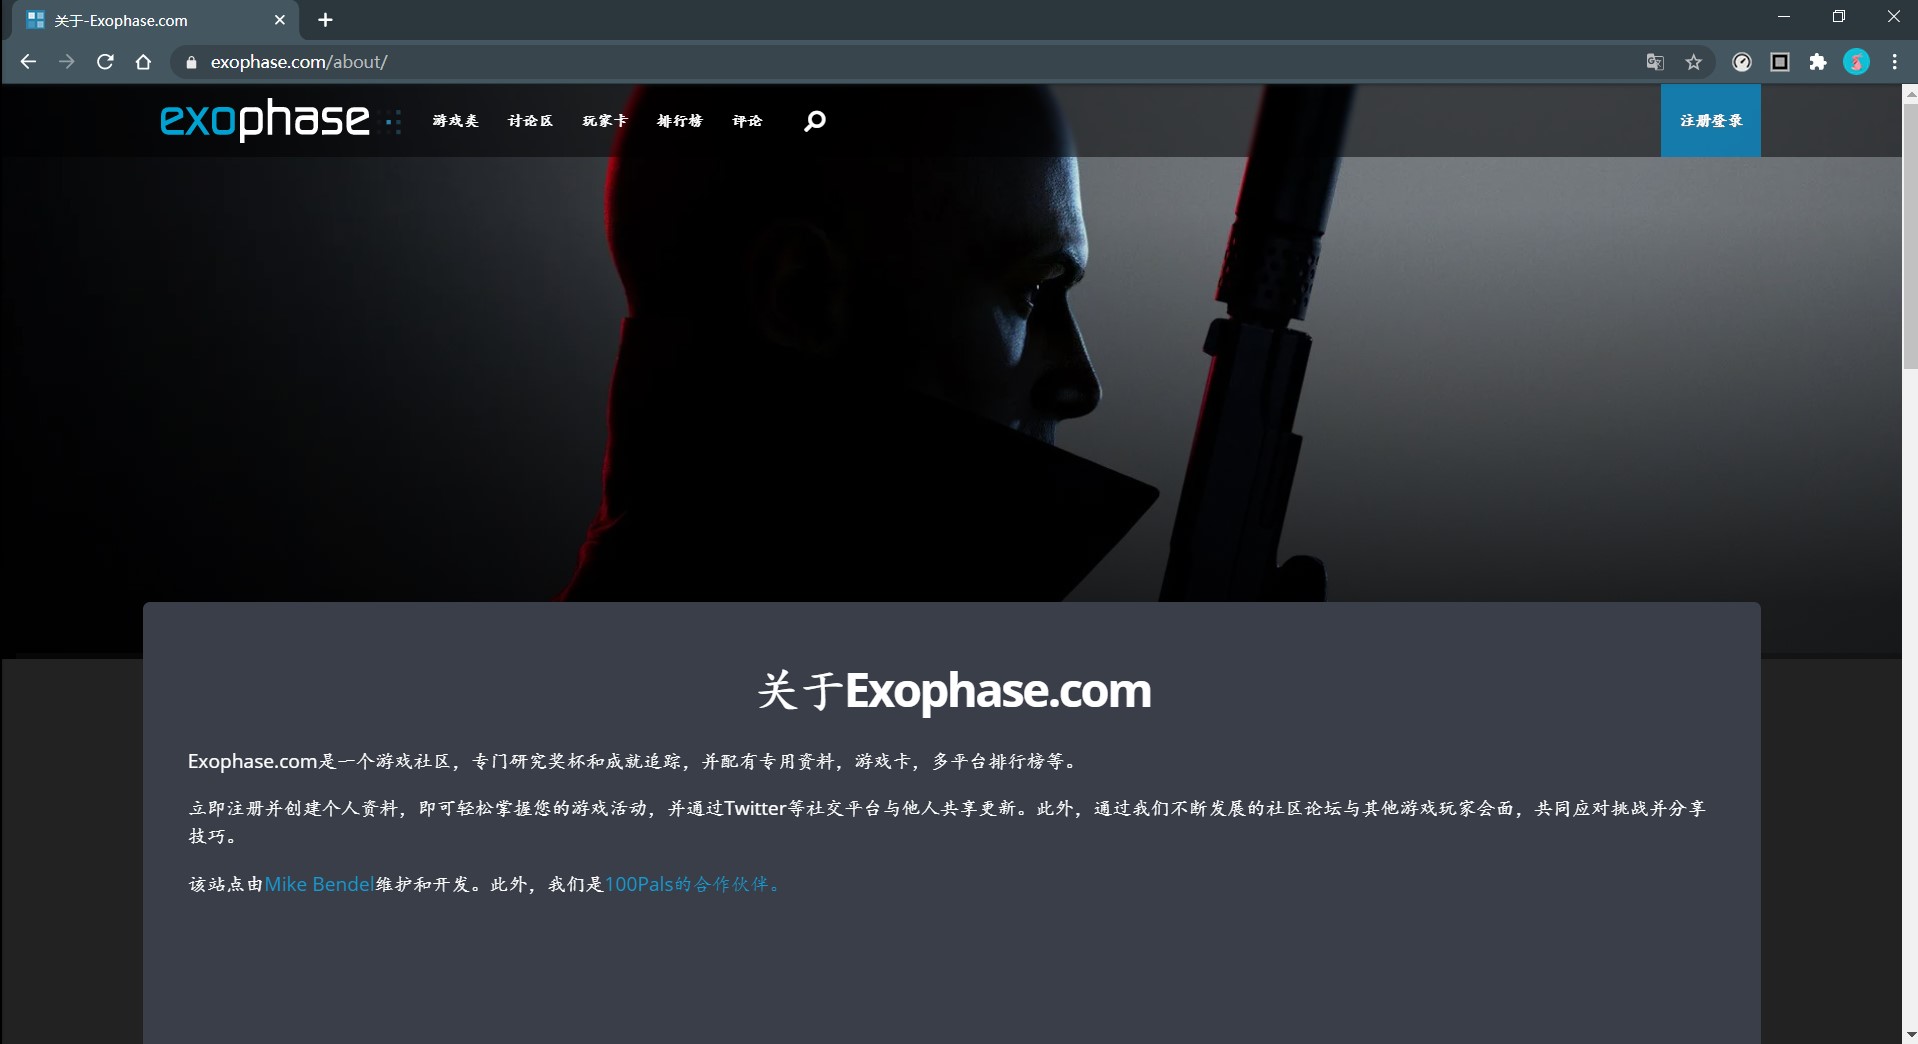 关于-Exophase.com
exophase.com/about/
exophase 游戏类 讨论区 玩家卡 排行榜 评论 注册登录
关于Exophase.com
Exophase.com是一个游戏社区，专门研究奖杯和成就追踪，并配有专用资料，游戏卡，多平台排行榜等。
立即注册并创建个人资料，即可轻松掌握您的游戏活动，并通过Twitter等社交平台与他人共享更新。此外，通过我们不断发展的社区论坛与其他游戏玩家会面，共同应对挑战并分享
技巧。
该站点由Mike Bendel维护和开发。此外，我们是100Pals的合作伙伴。